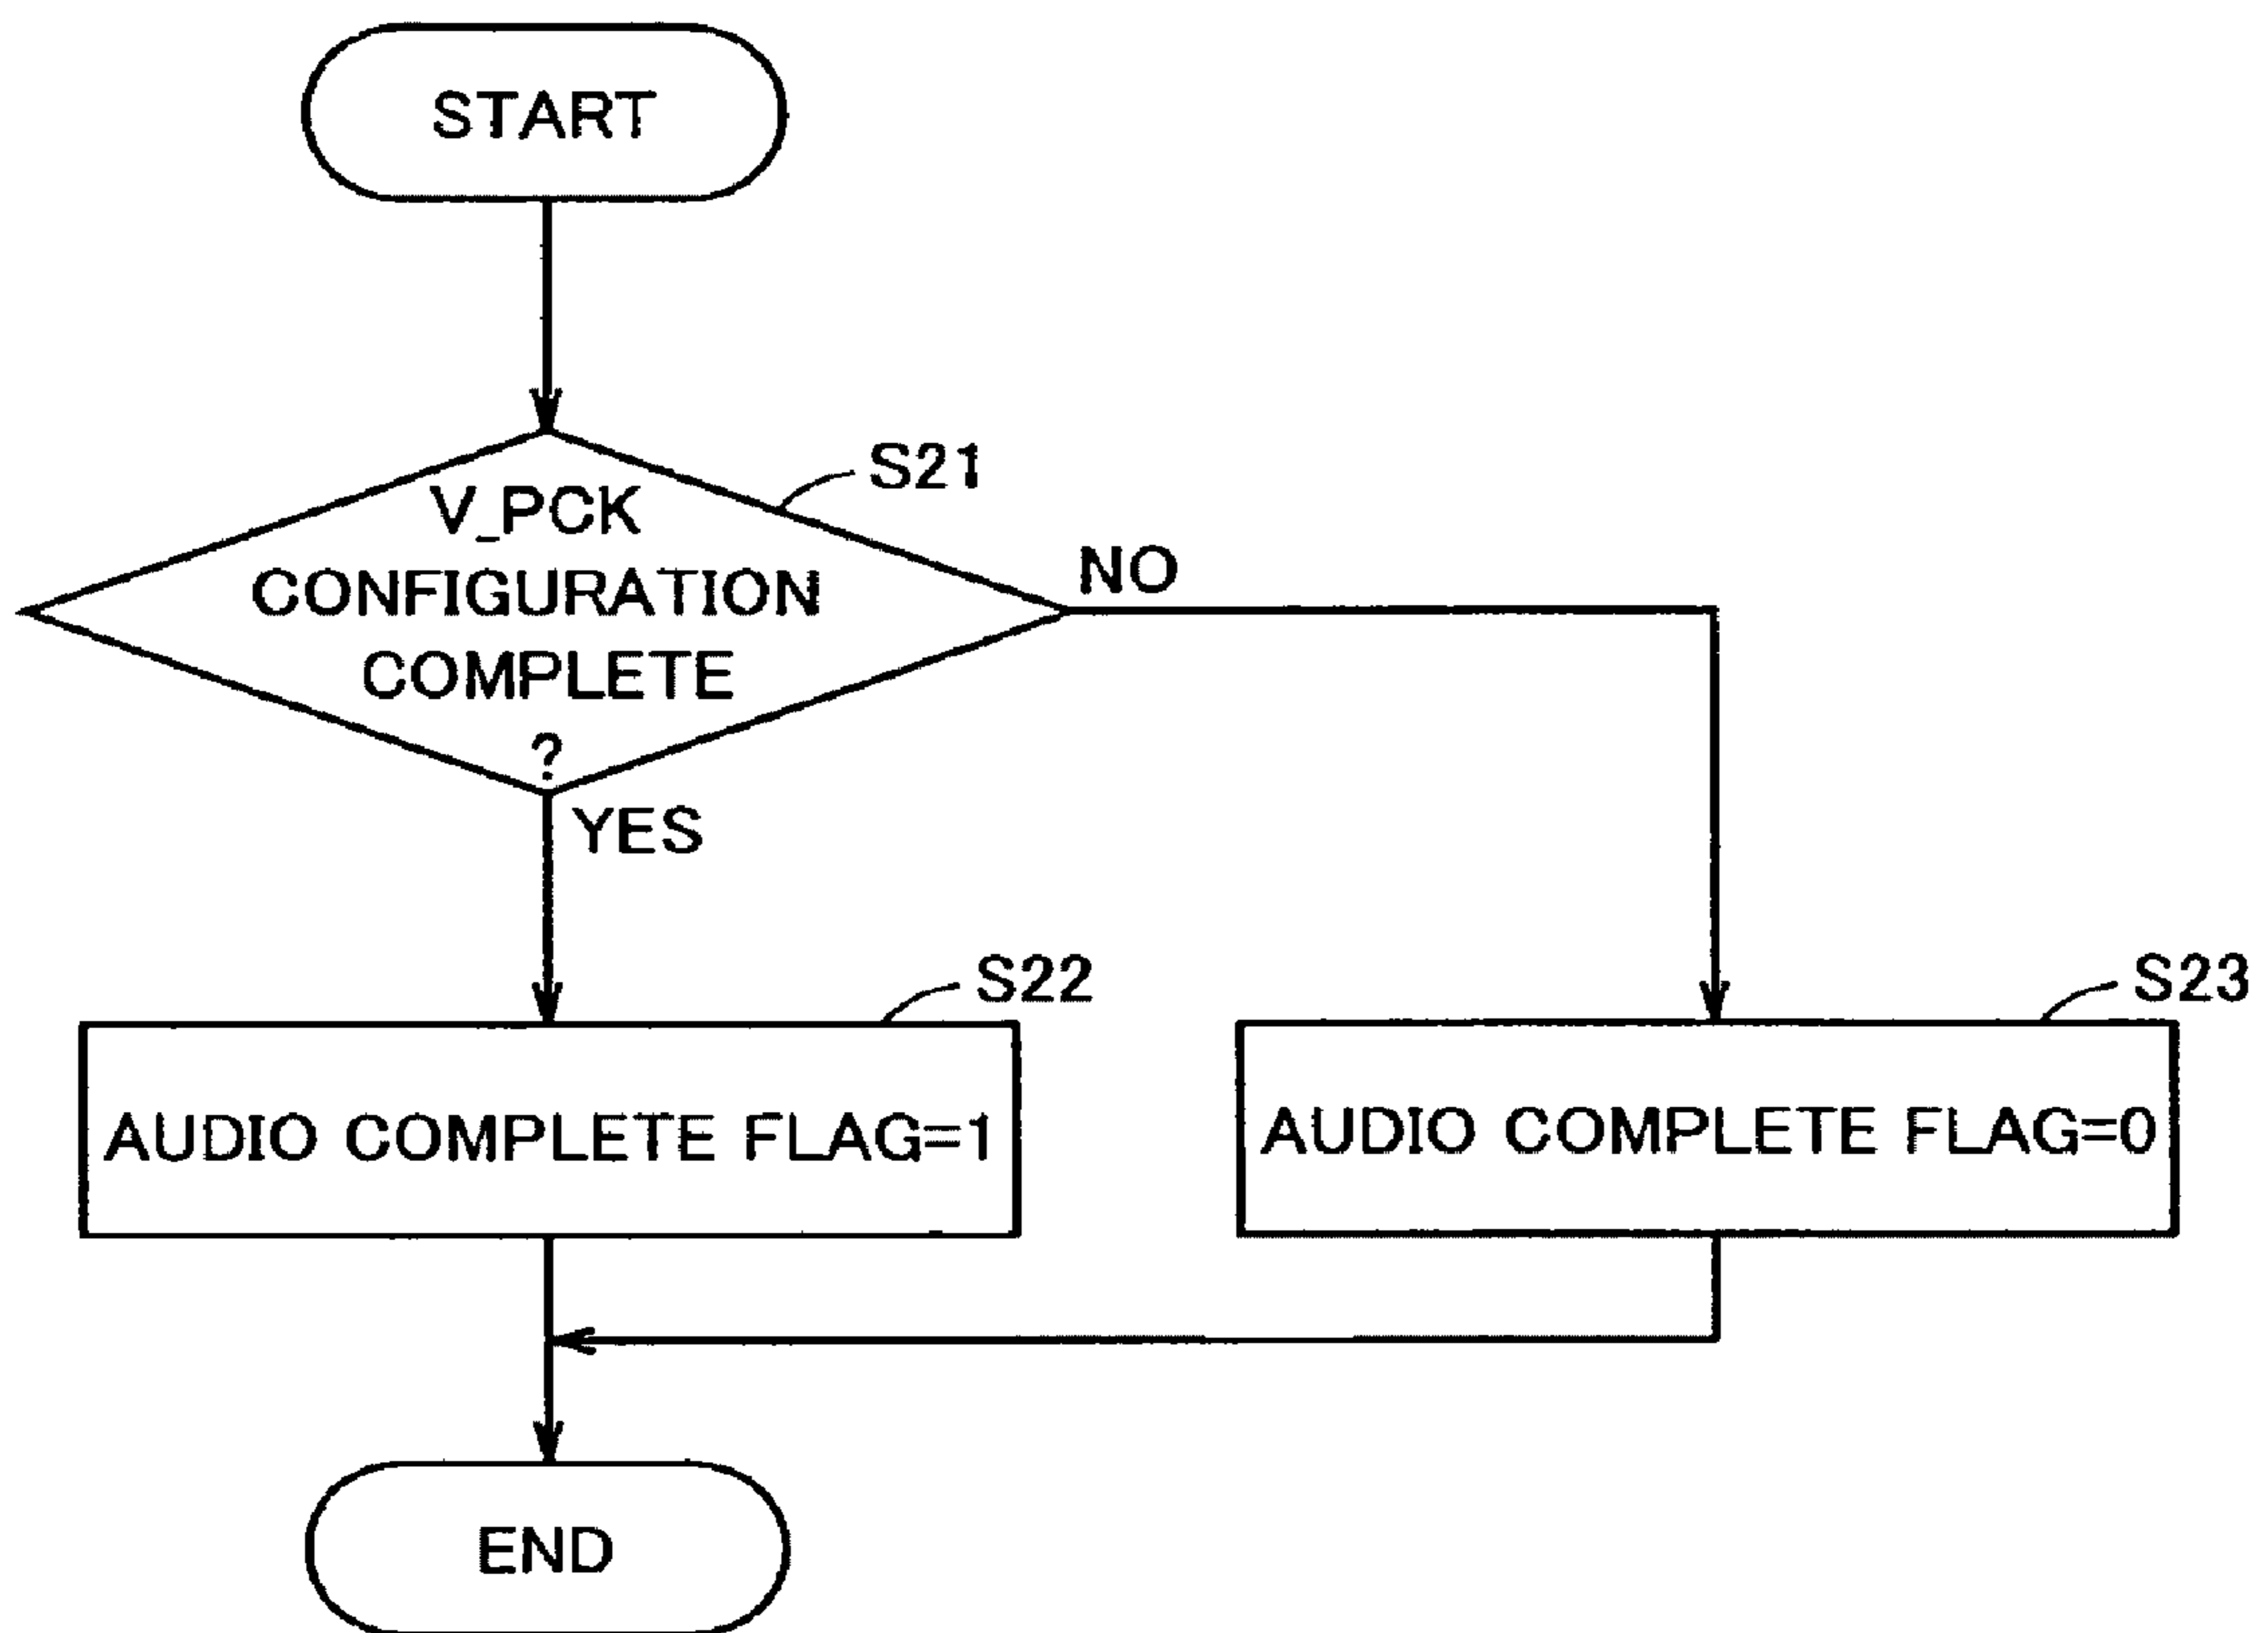 START
S21
V_PCK
CONFIGURATION
COMPLETE
?
NO
YES
S22
S23
AUDIO COMPLETE FLAG=1
AUDIO COMPLETE FLAG=0
END